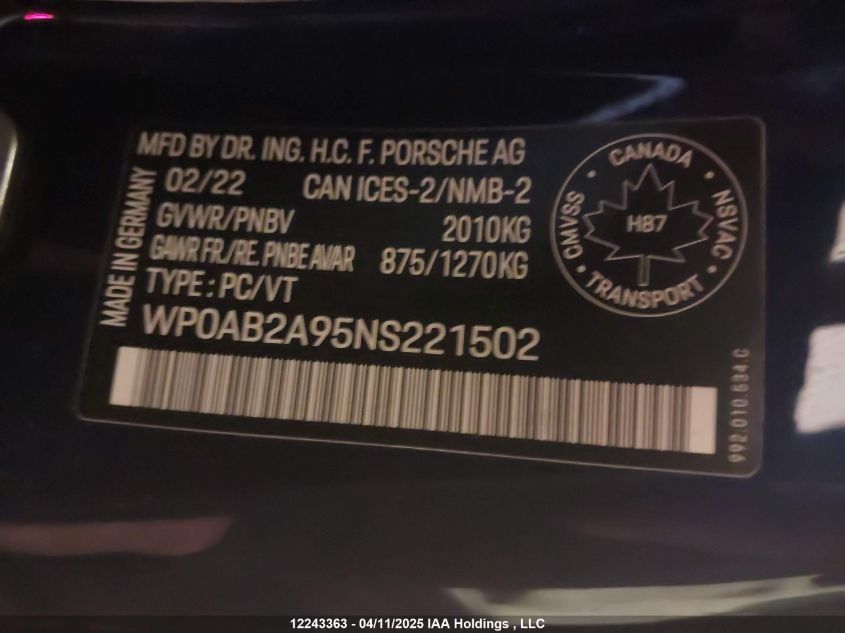 MFD BY DR. ING. H.C. F. PORSCHE AG
02/22 CAN ICES-2/NMB-2
GVWR/PNBV 2010KG
GAWR FR./RE. PNBE AVAR 875/1270KG
TYPE : PC/VT
WP0AB2A95NS221502
MADE IN GERMANY
CANADA
CMVSS
NSVAC
H87
TRANSPORT
992.010.634.C
12243363 - 04/11/2025 IAA Holdings , LLC